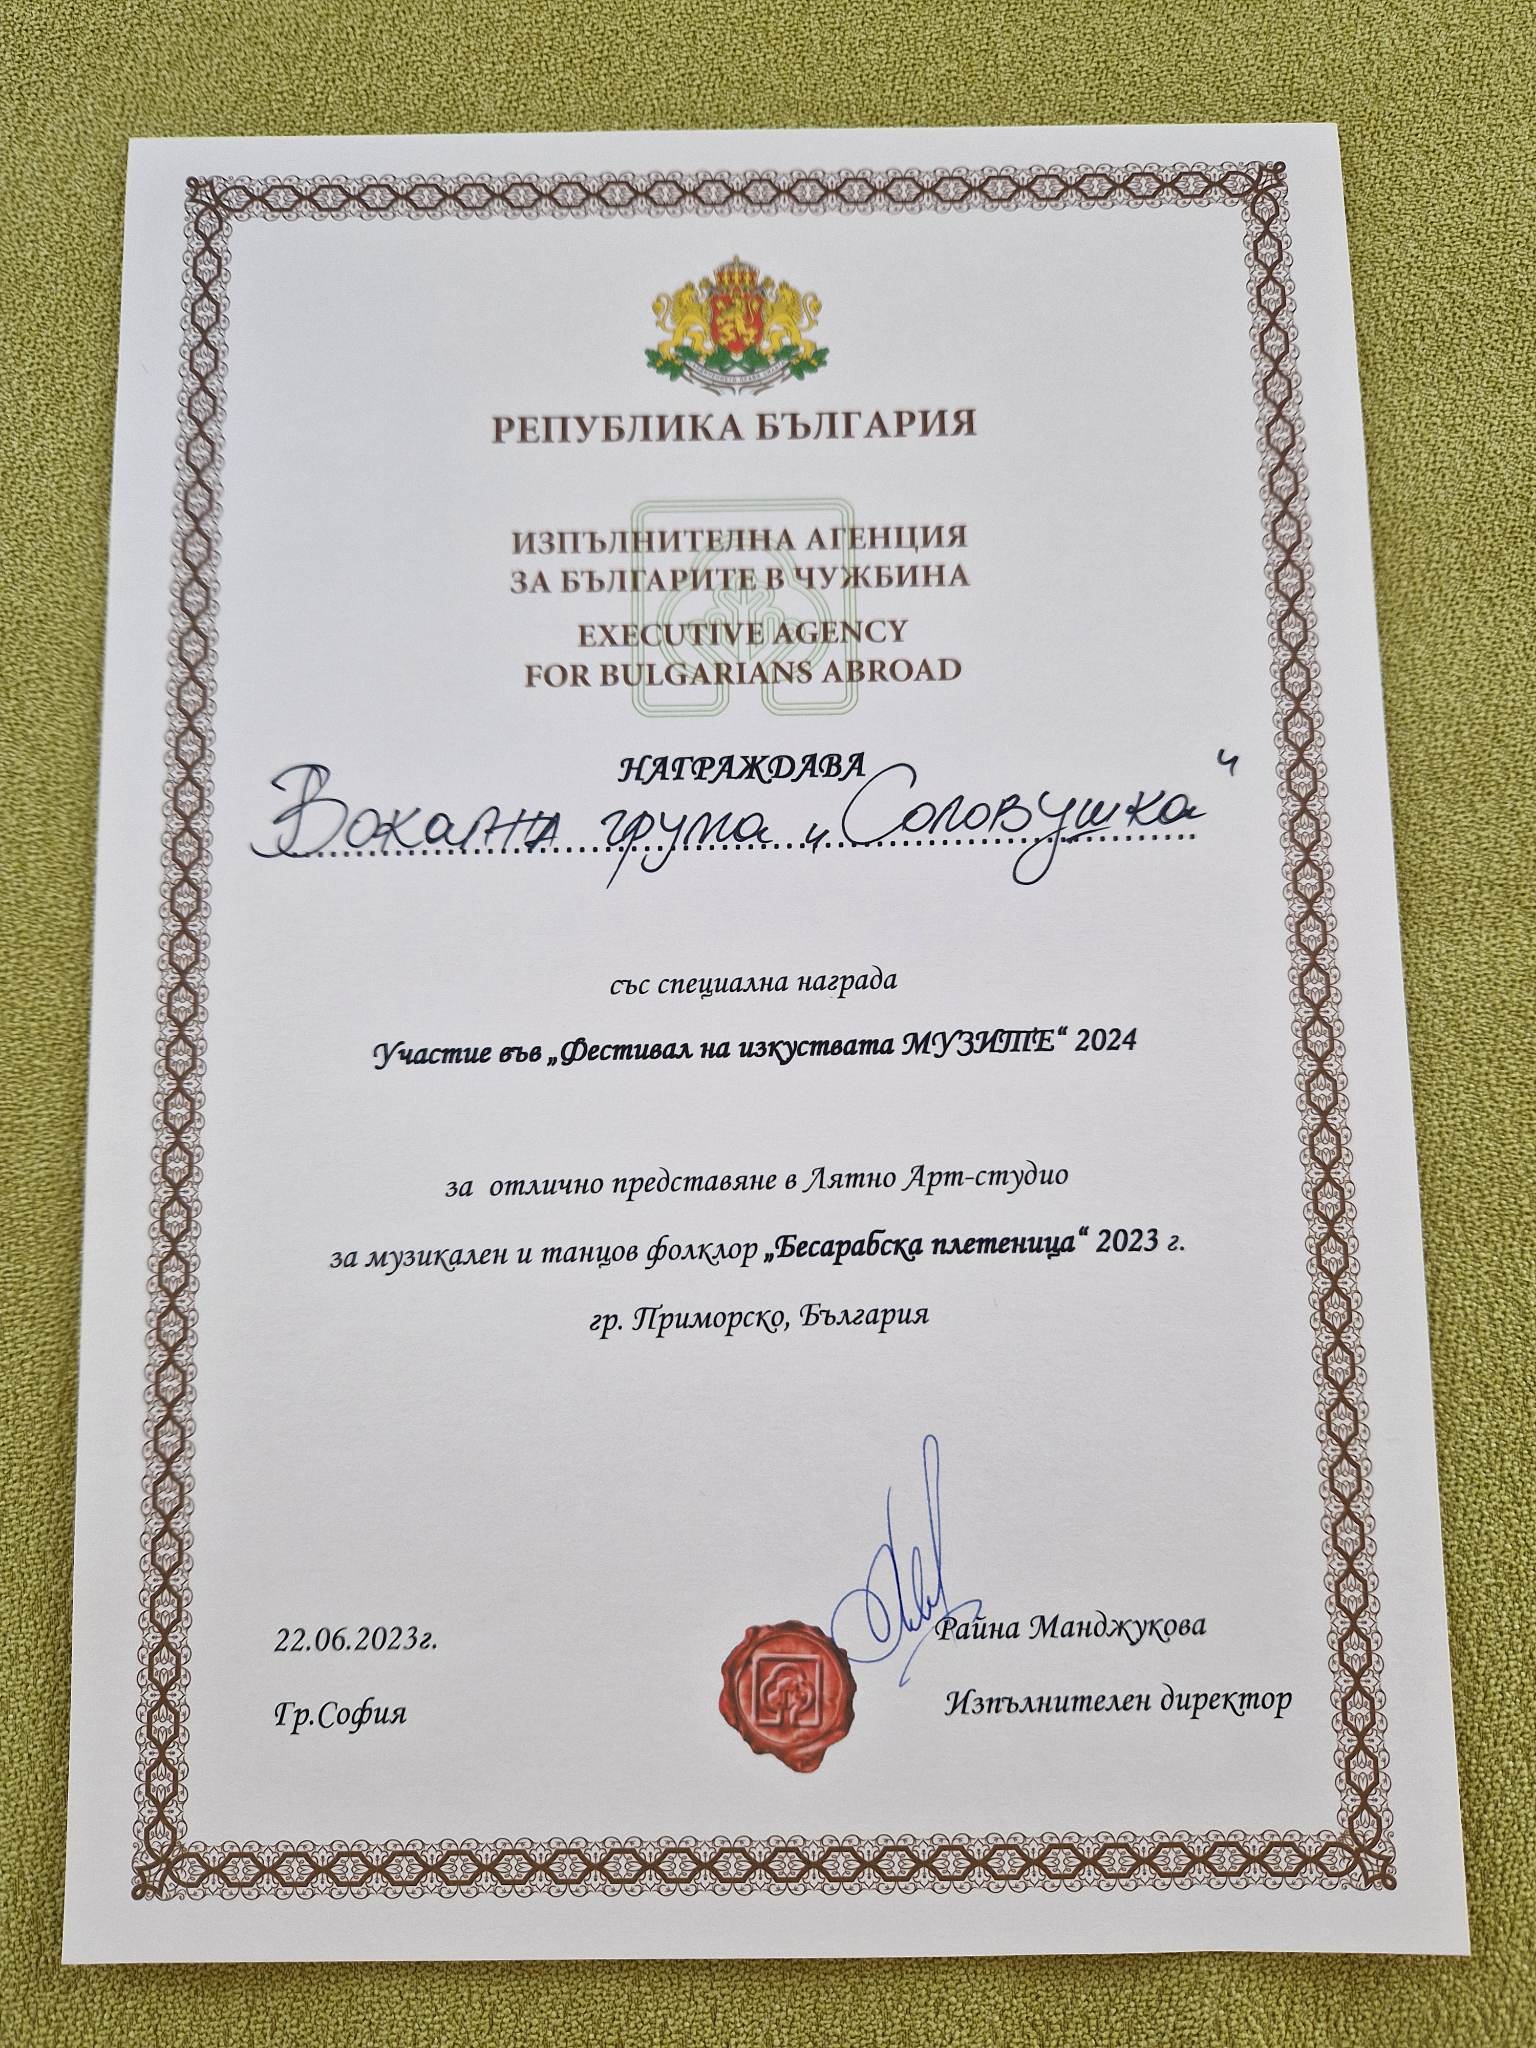 РЕПУБЛИКА БЪЛГАРИЯ
ИЗПЪЛНИТЕЛНА АГЕНЦИЯ
ЗА БЪЛГАРИТЕ В ЧУЖБИНА
EXECUTIVE AGENCY
FOR BULGARIANS ABROAD
НАГРАЖДАВА
Вокална група „Соловушка“
със специална награда
Участие във „Фестивал на изкуствата МУЗИТЕ“ 2024
за отлично представяне в Лятно Арт-студио
за музикален и танцов фолклор „Бесарабска плетеница“ 2023 г.
гр. Приморско, България
22.06.2023г.
Райна Манджукова
Гр.София
Изпълнителен директор